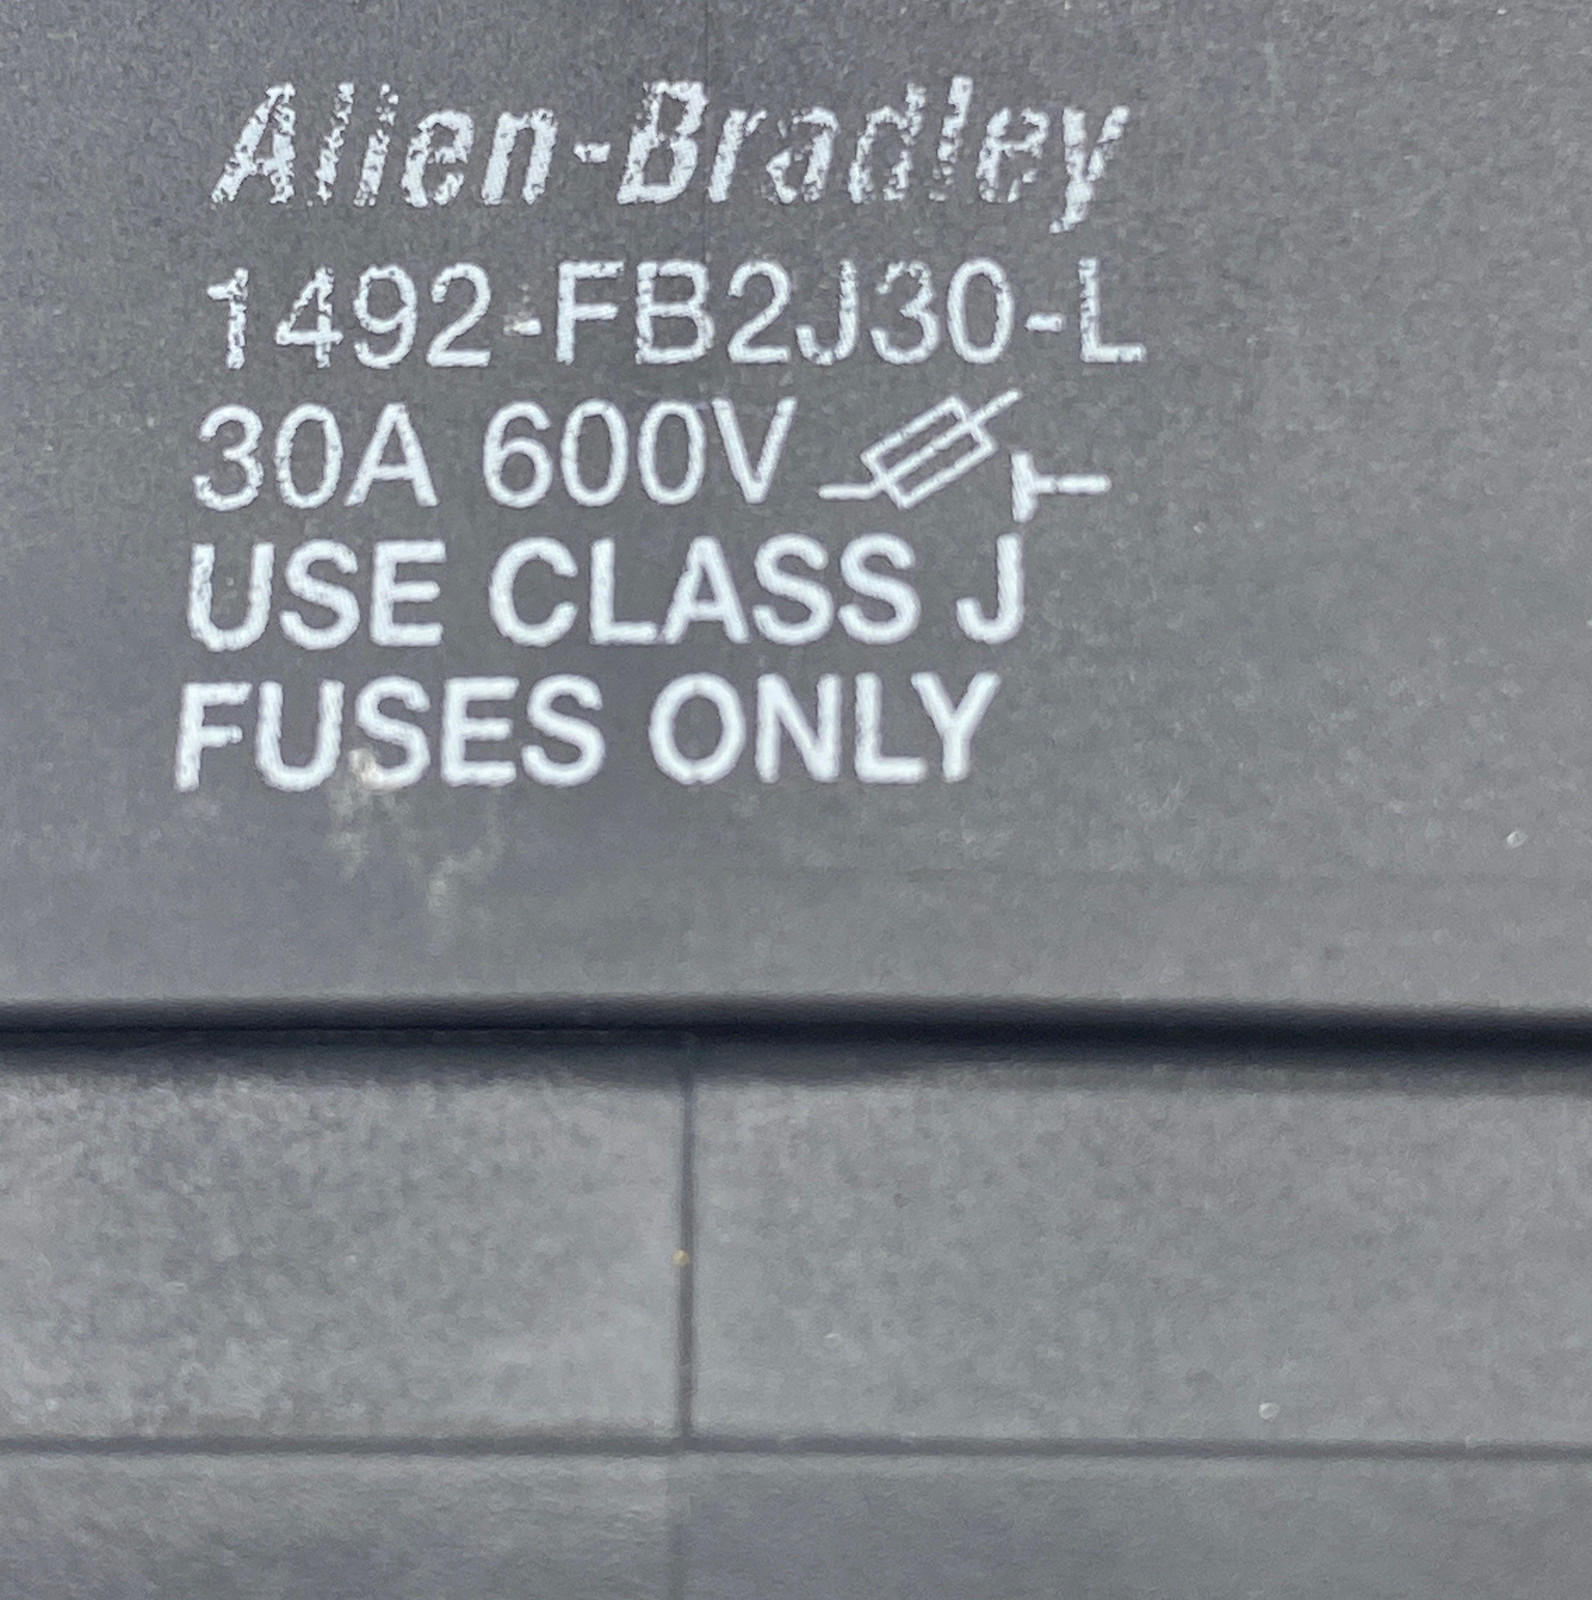 Allen-Bradley
1492-FB2J30-L
30A 600V
USE CLASS J
FUSES ONLY